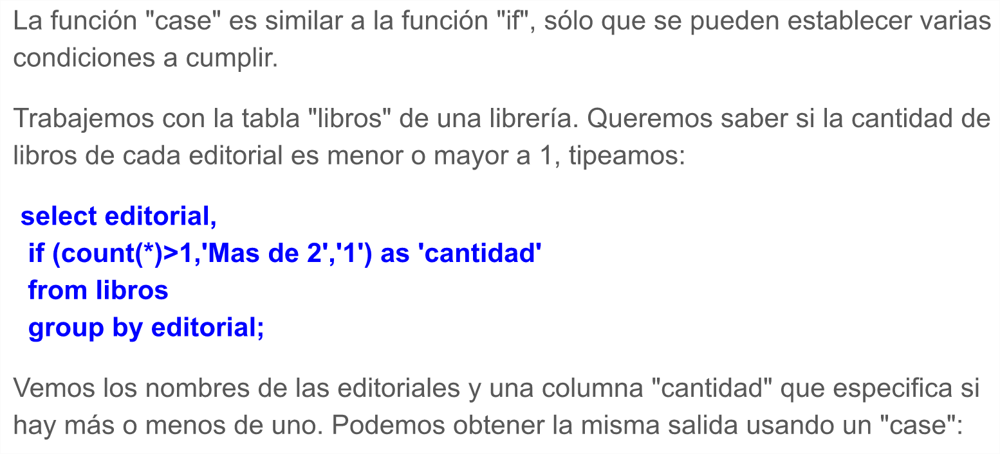 La función "case" es similar a la función "if", sólo que se pueden establecer varias
condiciones a cumplir.
Trabajemos con la tabla "libros" de una librería. Queremos saber si la cantidad de
libros de cada editorial es menor o mayor a 1, tipeamos:
select editorial,
if (count(*)>1,'Mas de 2','1') as 'cantidad'
from libros
group by editorial;
Vemos los nombres de las editoriales y una columna "cantidad" que especifica si
hay más o menos de uno. Podemos obtener la misma salida usando un "case":